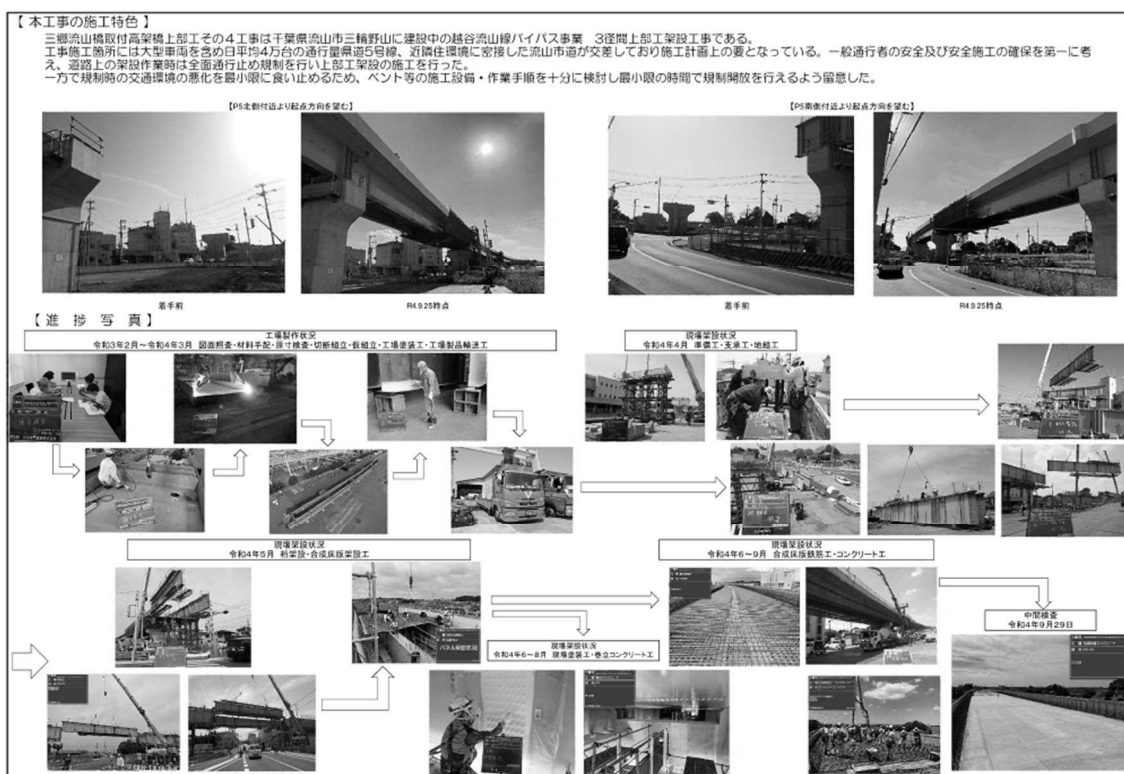 【 本工事の施工特色 】
三郷流山橋取付高架橋上部工その4工事は千葉県流山市三輪野山に建設中の越谷流山線バイパス事業　3径間上部工架設工事である。
工事施工箇所には大型車両を含め日平均4万台の通行量県道5号線、近隣住環境に密接した流山市道が交差しており施工計画上の要となっている。一般通行者の安全及び安全施工の確保を第一に考
え、道路上の架設作業時は全面通行止め規制を行い上部工架設の施工を行った。
一方で規制時の交通環境の悪化を最小限に食い止めるため、ベント等の施工設備・作業手順を十分に検討し最小限の時間で規制開放を行えるよう留意した。
【P5北側付近より起点方向を望む】
【P5南側付近より起点方向を望む】
着手前
R4.9.25時点
着手前
R4.9.25時点
【 進 捗 写 真 】
工場製作状況
令和3年2月～令和4年3月　図面照査・材料手配・原寸検査・切断組立・仮組立・工場塗装工・工場製品輸送工
現場架設状況
令和4年4月　準備工・支承工・地組工
現場架設状況
令和4年5月　桁架設・合成床版架設工
現場架設状況
令和4年6～9月　合成床版鉄筋工・コンクリート工
現場架設状況
令和4年6～8月　現場塗装工・巻立コンクリート工
中間検査
令和4年9月29日
パネル架設状況